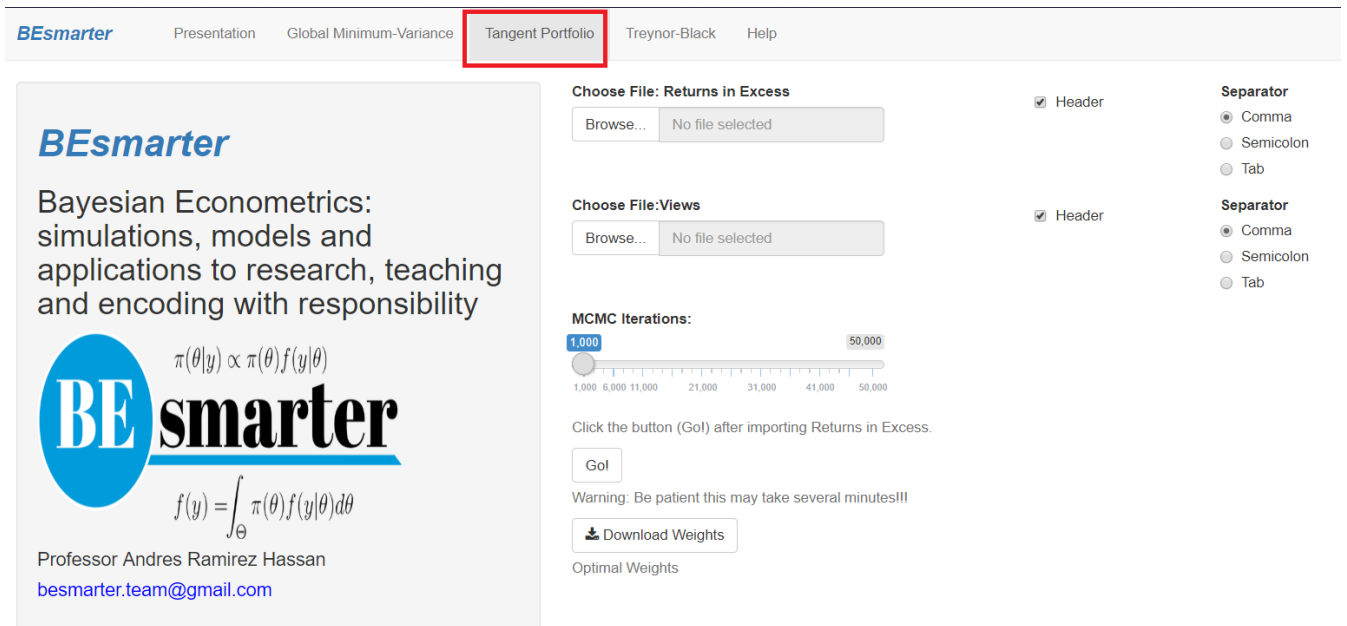 BEsmarter Presentation Global Minimum-Variance Tangent Portfolio Treynor-Black Help
BEsmarter
Bayesian Econometrics:
simulations, models and
applications to research, teaching
and encoding with responsibility
π(θ|y) ∝ π(θ)f(y|θ)
BE smarter
f(y) = ∫_Θ π(θ)f(y|θ)dθ
Professor Andres Ramirez Hassan
besmarter.team@gmail.com
Choose File: Returns in Excess
Browse... No file selected
Header
Separator
Comma
Semicolon
Tab
Choose File:Views
Browse... No file selected
Header
Separator
Comma
Semicolon
Tab
MCMC Iterations:
1,000 50,000
1,000 6,000 11,000 21,000 31,000 41,000 50,000
Click the button (Go!) after importing Returns in Excess.
Go!
Warning: Be patient this may take several minutes!!!
Download Weights
Optimal Weights